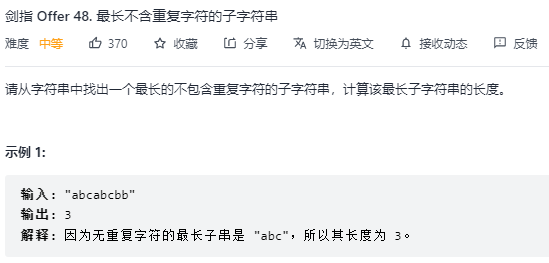 剑指 Offer 48. 最长不含重复字符的子字符串
难度 中等 370 收藏 分享 切换为英文 接收动态 反馈
请从字符串中找出一个最长的不包含重复字符的子字符串，计算该最长子字符串的长度。
示例 1:
输入: "abcabcbb"
输出: 3
解释: 因为无重复字符的最长子串是 "abc"，所以其长度为 3。